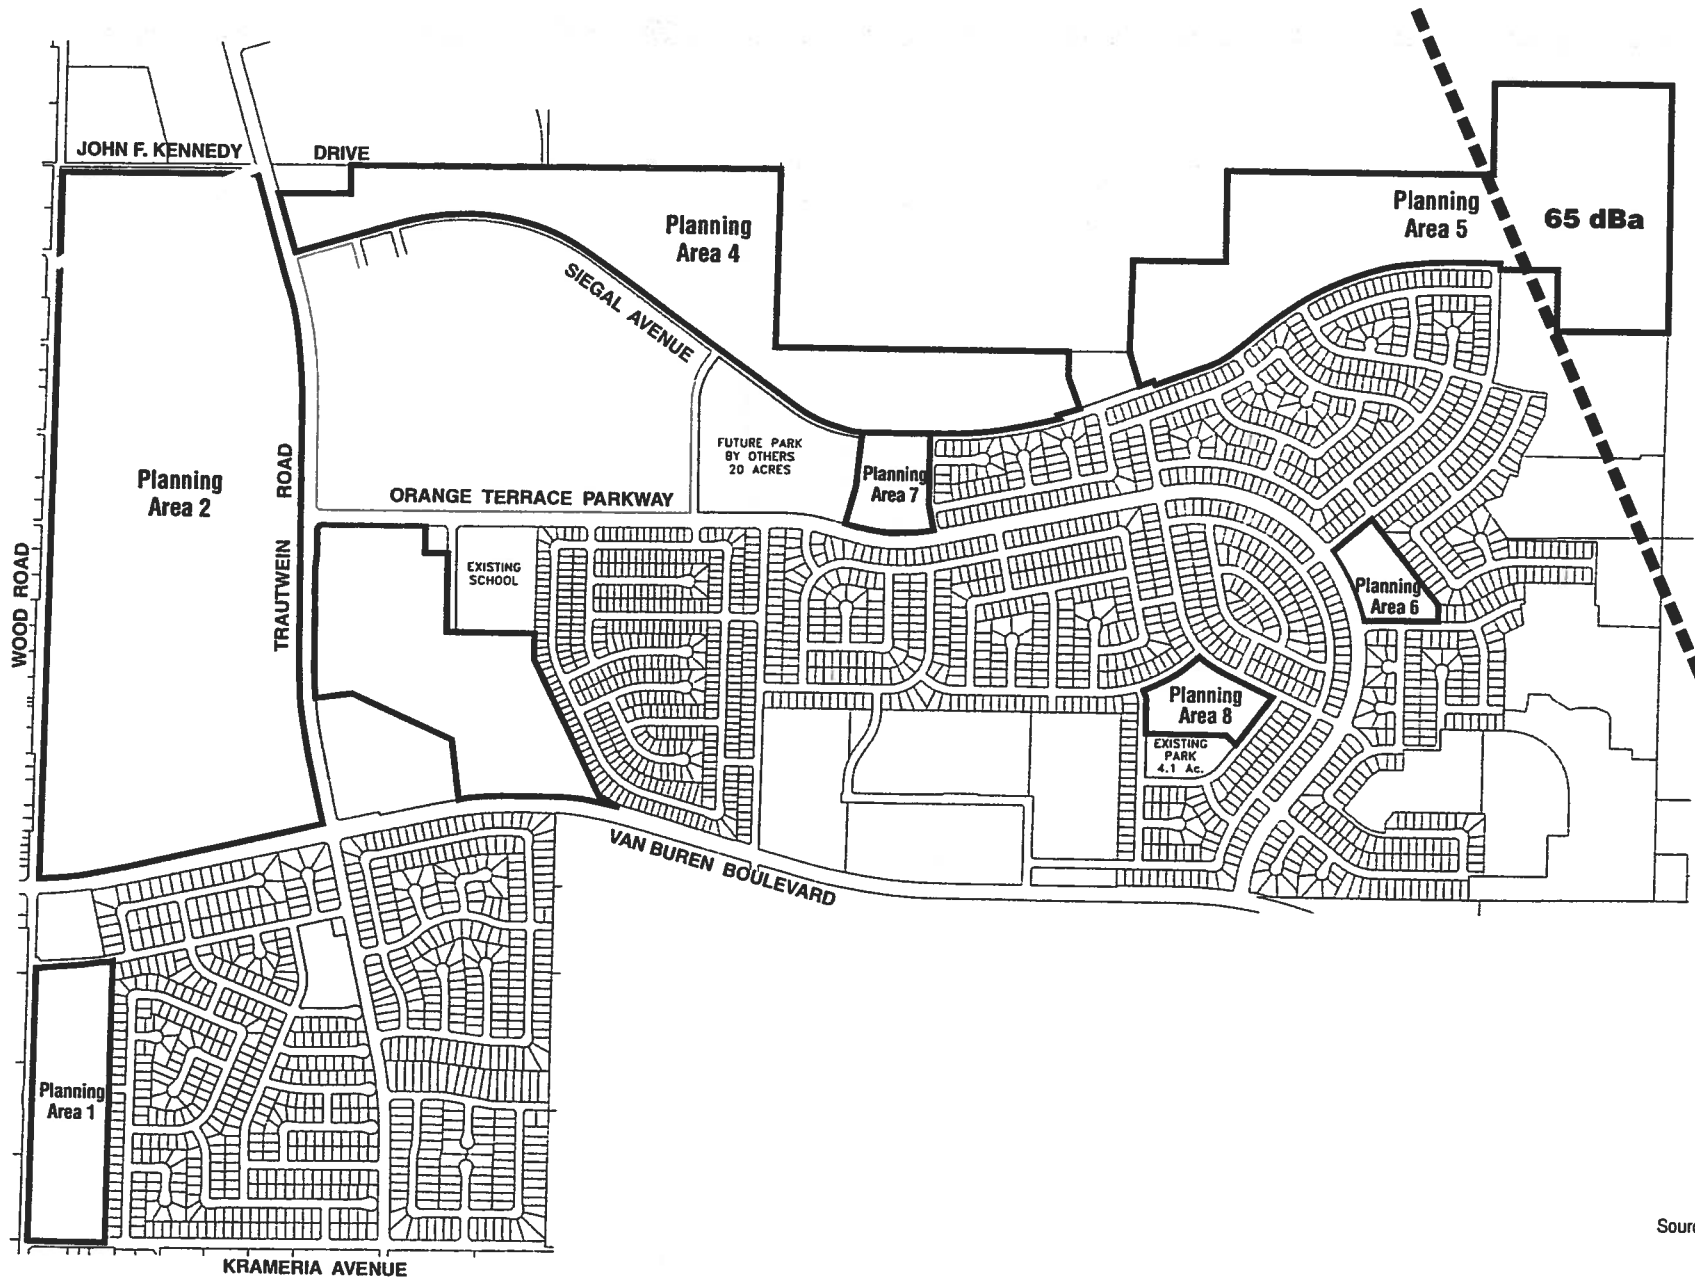 JOHN F. KENNEDY DRIVE
Planning
Area 4
Planning
Area 5
65 dBa
SIEGAL AVENUE
FUTURE PARK
BY OTHERS
20 ACRES
Planning
Area 7
Planning
Area 2
ORANGE TERRACE PARKWAY
TRAUTWEIN ROAD
WOOD ROAD
EXISTING
SCHOOL
Planning
Area 6
Planning
Area 8
EXISTING
PARK
4.1 Ac.
VAN BUREN BOULEVARD
Planning
Area 1
KRAMERIA AVENUE
Sourc